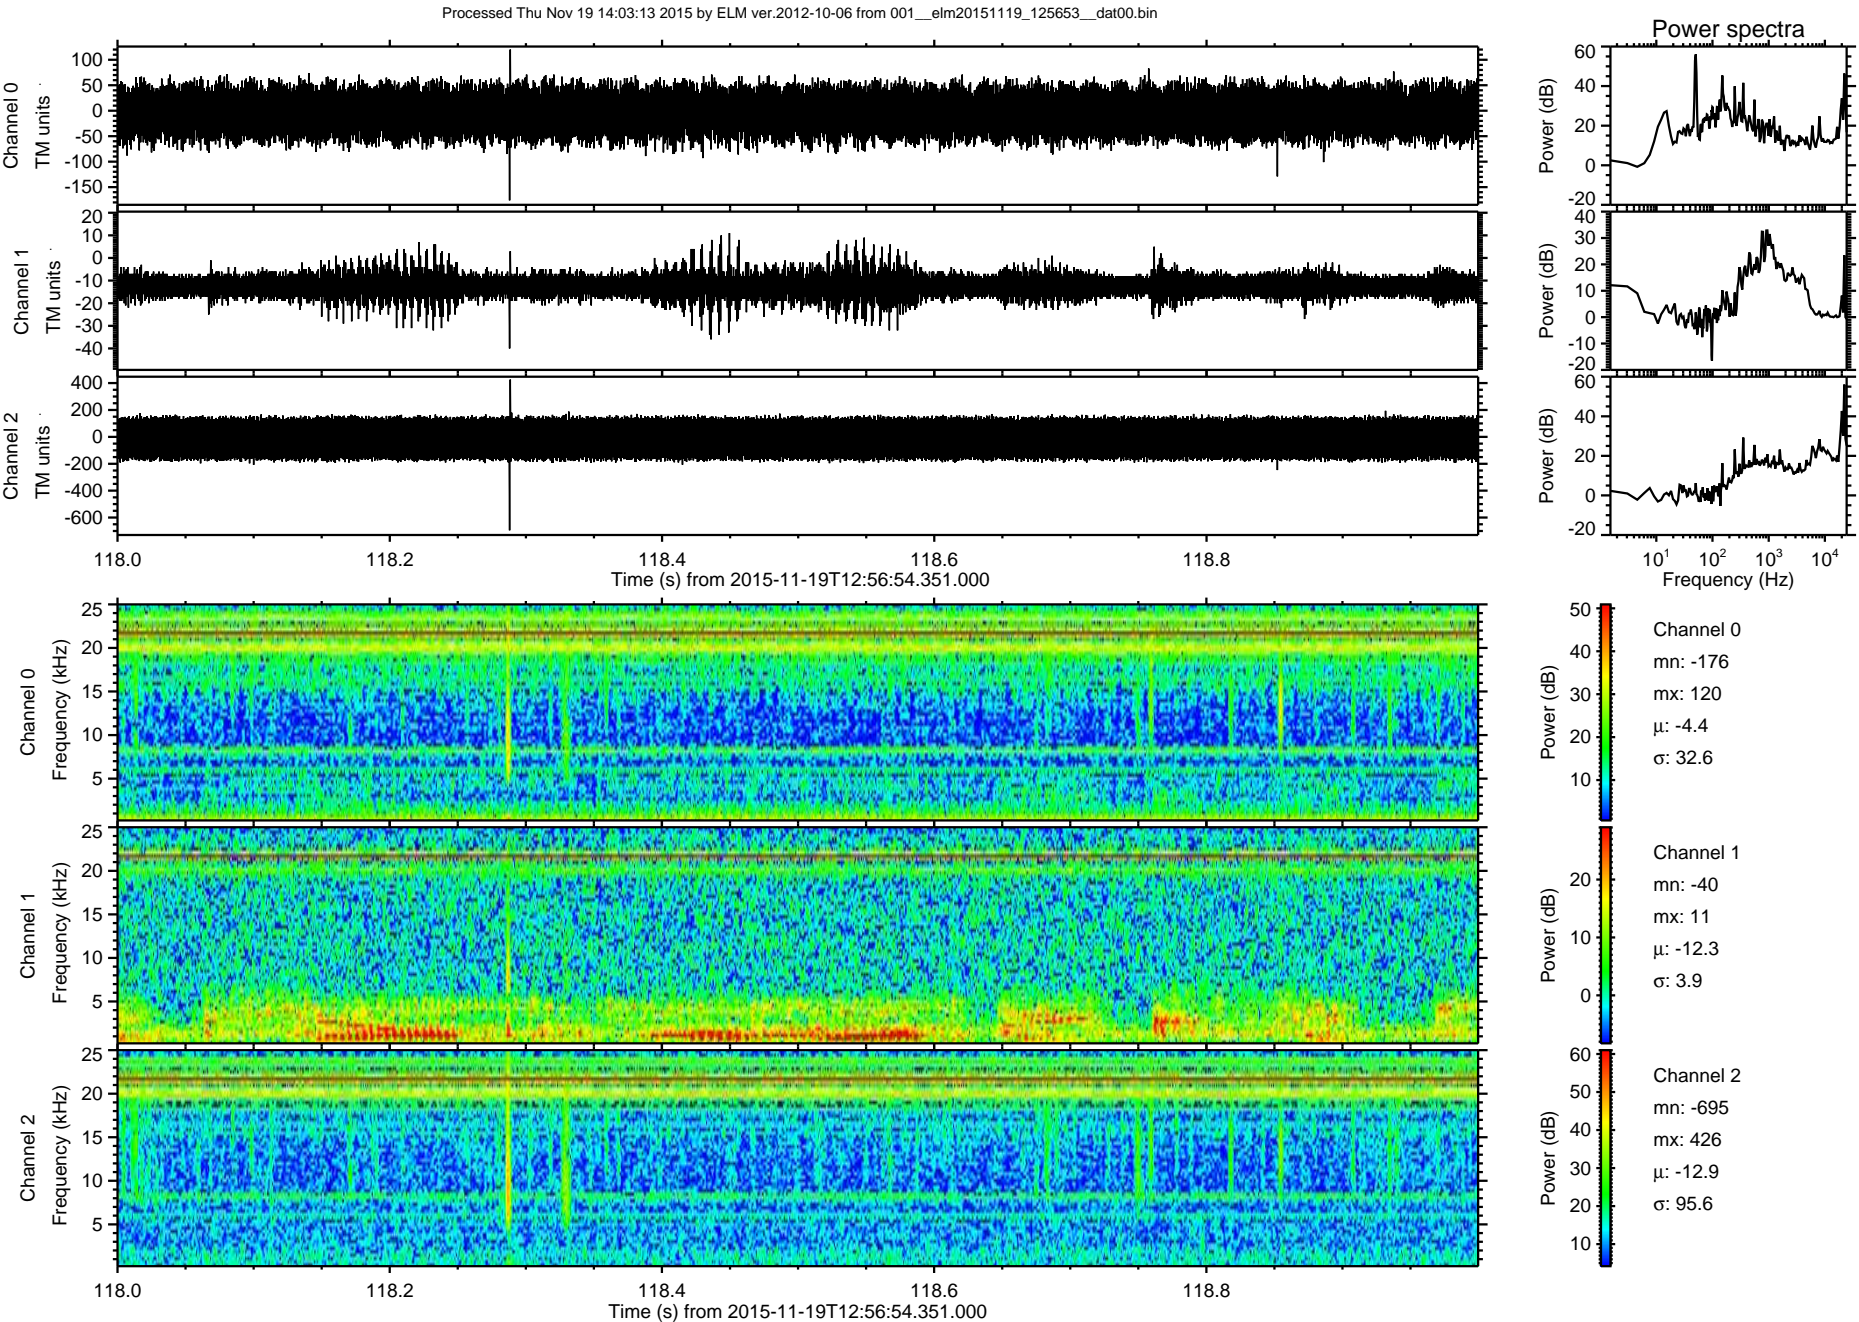 Processed Thu Nov 19 14:03:13 2015 by ELM ver.2012-10-06 from 001__elm20151119_125653__dat00.bin
Power spectra
Channel 0
TM units
100
50
0
-50
-100
-150
Power (dB)
60
40
20
0
-20
Channel 1
TM units
20
10
0
-10
-20
-30
-40
Power (dB)
40
30
20
10
0
-10
-20
Channel 2
TM units
400
200
0
-200
-400
-600
Power (dB)
60
40
20
0
-20
118.0 118.2 118.4 118.6 118.8
Time (s) from 2015-11-19T12:56:54.351.000
10^1 10^2 10^3 10^4
Frequency (Hz)
Channel 0
Frequency (kHz)
25
20
15
10
5
Power (dB)
50
40
30
20
10
Channel 0
mn: -176
mx: 120
μ: -4.4
σ: 32.6
Channel 1
Frequency (kHz)
25
20
15
10
5
Power (dB)
20
10
0
Channel 1
mn: -40
mx: 11
μ: -12.3
σ: 3.9
Channel 2
Frequency (kHz)
25
20
15
10
5
Power (dB)
60
50
40
30
20
10
Channel 2
mn: -695
mx: 426
μ: -12.9
σ: 95.6
118.0 118.2 118.4 118.6 118.8
Time (s) from 2015-11-19T12:56:54.351.000